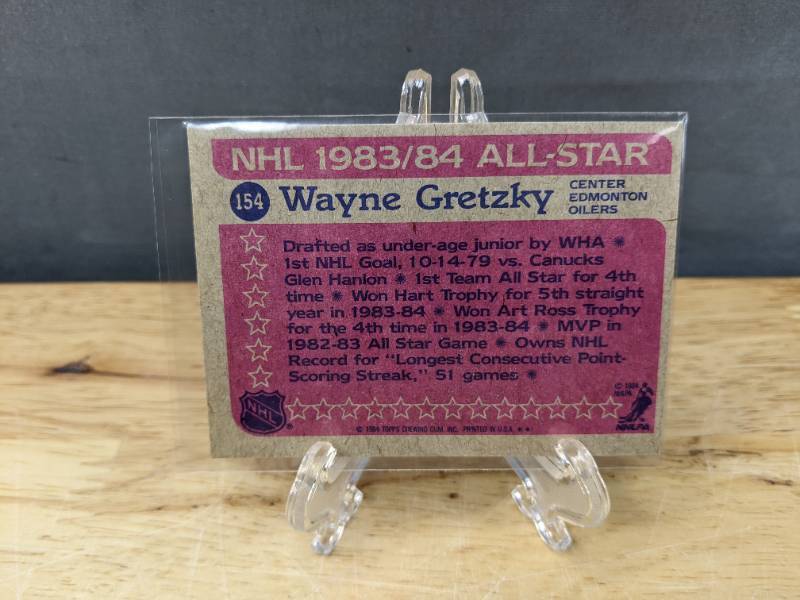 NHL 1983/84 ALL-STAR
154 Wayne Gretzky
CENTER
EDMONTON
OILERS
Drafted as under-age junior by WHA ✺
1st NHL Goal, 10-14-79 vs. Canucks
Glen Hanlon ✺ 1st Team All Star for 4th
time ✺ Won Hart Trophy for 5th straight
year in 1983-84 ✺ Won Art Ross Trophy
for the 4th time in 1983-84 ✺ MVP in
1982-83 All Star Game ✺ Owns NHL
Record for "Longest Consecutive Point-
Scoring Streak," 51 games ✺
© 1984
NHLPA
NHL ®
NHLPA
© 1984 TOPPS CHEWING GUM, INC. PRINTED IN U.S.A. ✶✶